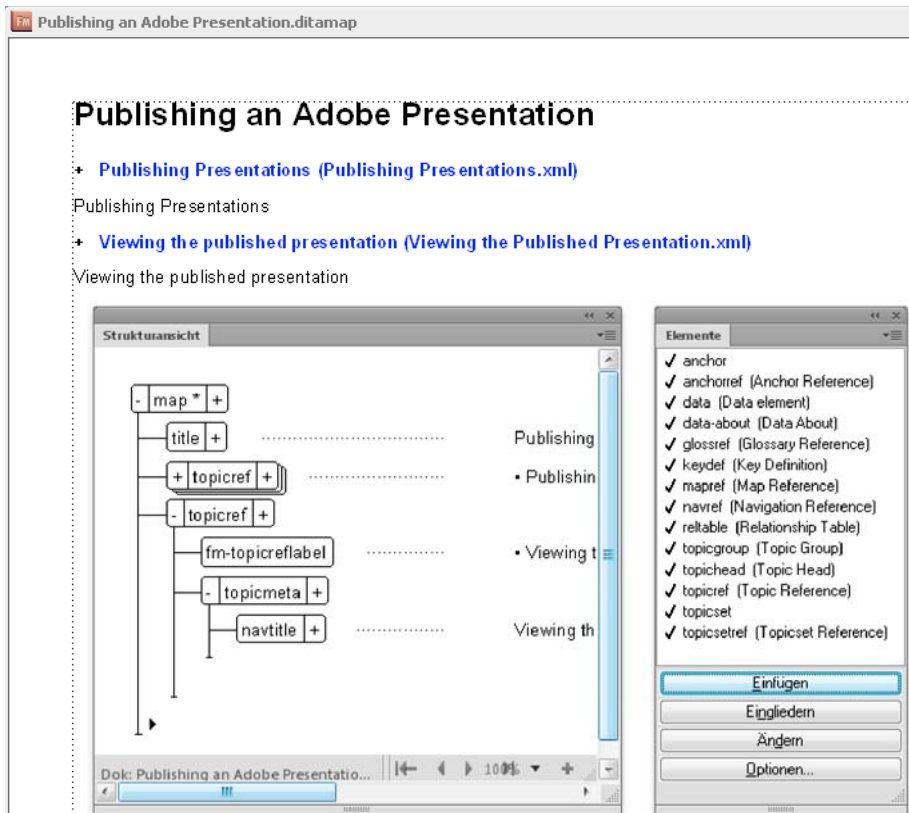 Fm Publishing an Adobe Presentation.ditamap
Publishing an Adobe Presentation
+ Publishing Presentations (Publishing Presentations.xml)
Publishing Presentations
+ Viewing the published presentation (Viewing the Published Presentation.xml)
Viewing the published presentation
Strukturansicht
- map * +
title + Publishing
+ topicref + • Publishin
- topicref +
fm-topicreflabel • Viewing t
- topicmeta +
navtitle + Viewing th
Dok: Publishing an Adobe Presentatio... 100%
Elemente
✓ anchor
✓ anchorref (Anchor Reference)
✓ data (Data element)
✓ data-about (Data About)
✓ glossref (Glossary Reference)
✓ keydef (Key Definition)
✓ mapref (Map Reference)
✓ navref (Navigation Reference)
✓ reltable (Relationship Table)
✓ topicgroup (Topic Group)
✓ topichead (Topic Head)
✓ topicref (Topic Reference)
✓ topicset
✓ topicsetref (Topicset Reference)
Einfügen
Eingliedern
Ändern
Optionen...